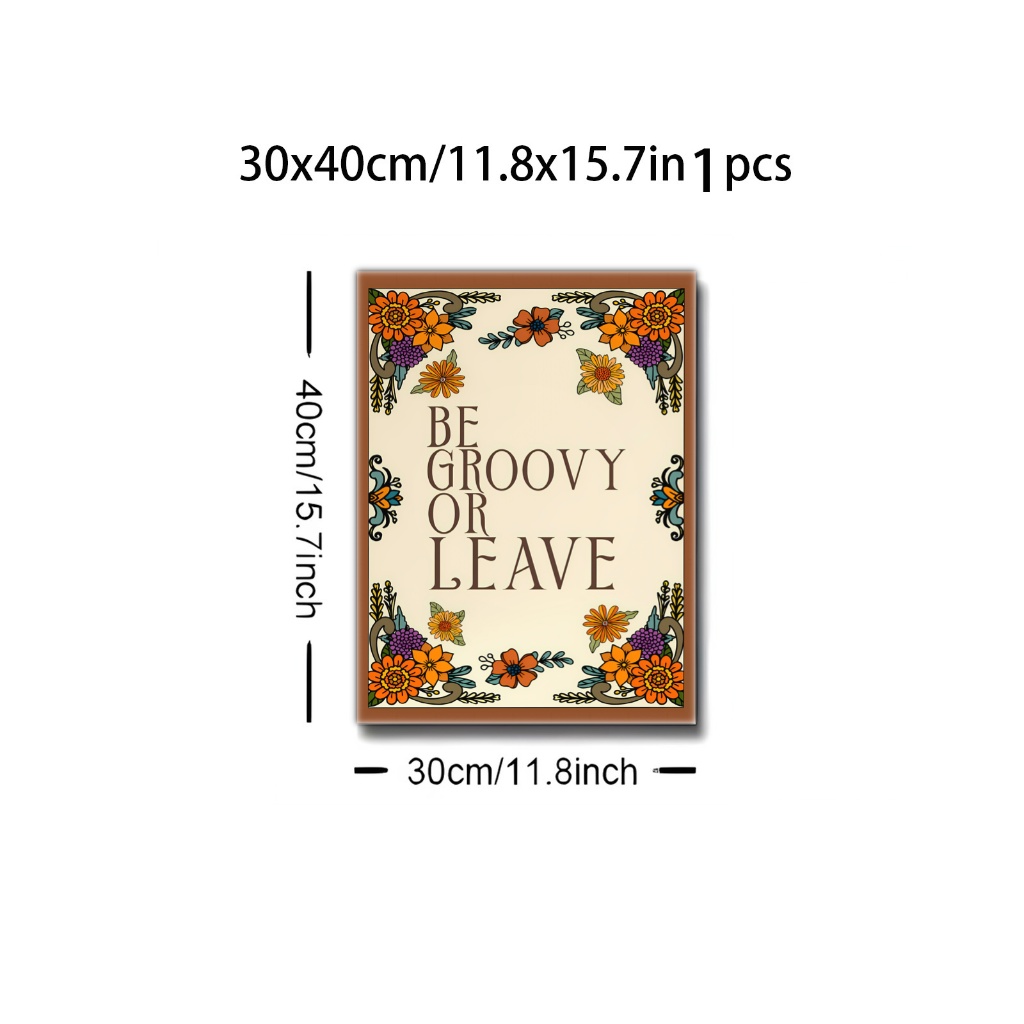 30x40cm/11.8x15.7in 1 pcs
40cm/15.7inch
BE
GROOVY
OR
LEAVE
30cm/11.8inch